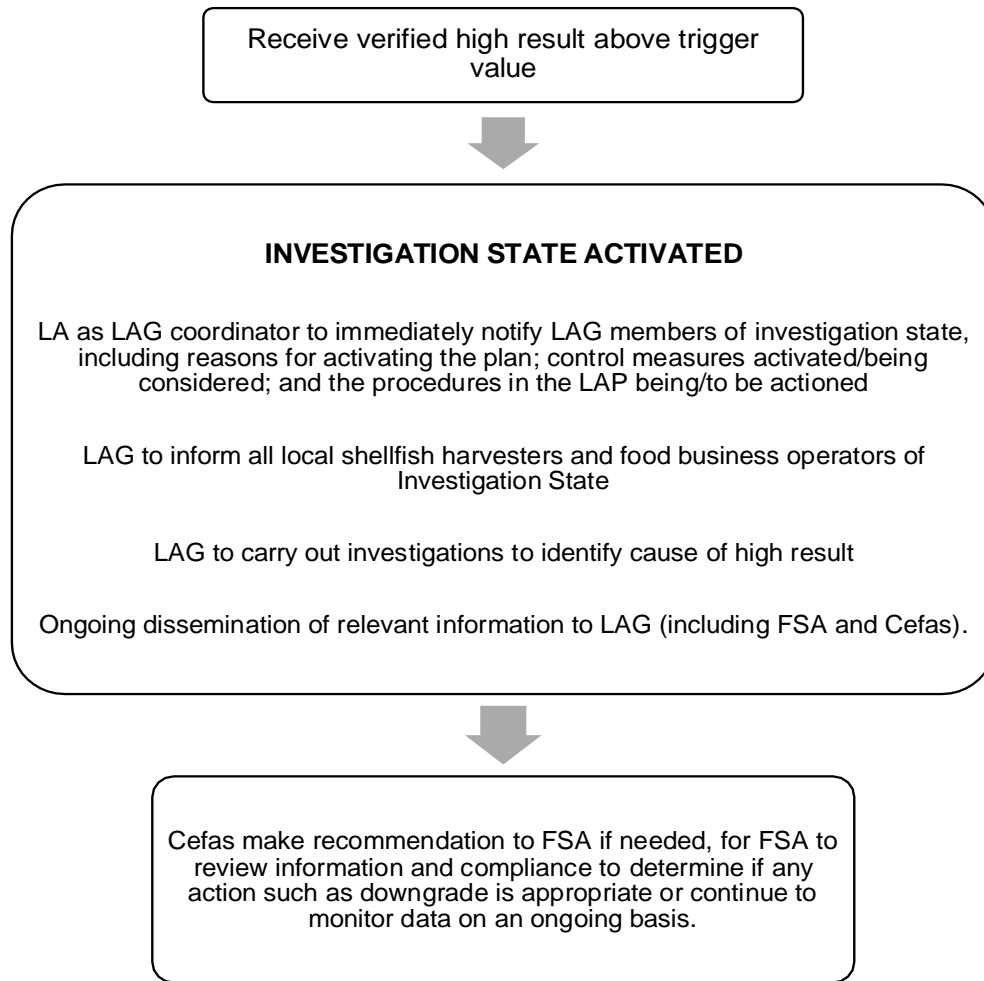 Receive verified high result above trigger
value
INVESTIGATION STATE ACTIVATED
LA as LAG coordinator to immediately notify LAG members of investigation state,
including reasons for activating the plan; control measures activated/being
considered; and the procedures in the LAP being/to be actioned
LAG to inform all local shellfish harvesters and food business operators of
Investigation State
LAG to carry out investigations to identify cause of high result
Ongoing dissemination of relevant information to LAG (including FSA and Cefas).
Cefas make recommendation to FSA if needed, for FSA to
review information and compliance to determine if any
action such as downgrade is appropriate or continue to
monitor data on an ongoing basis.